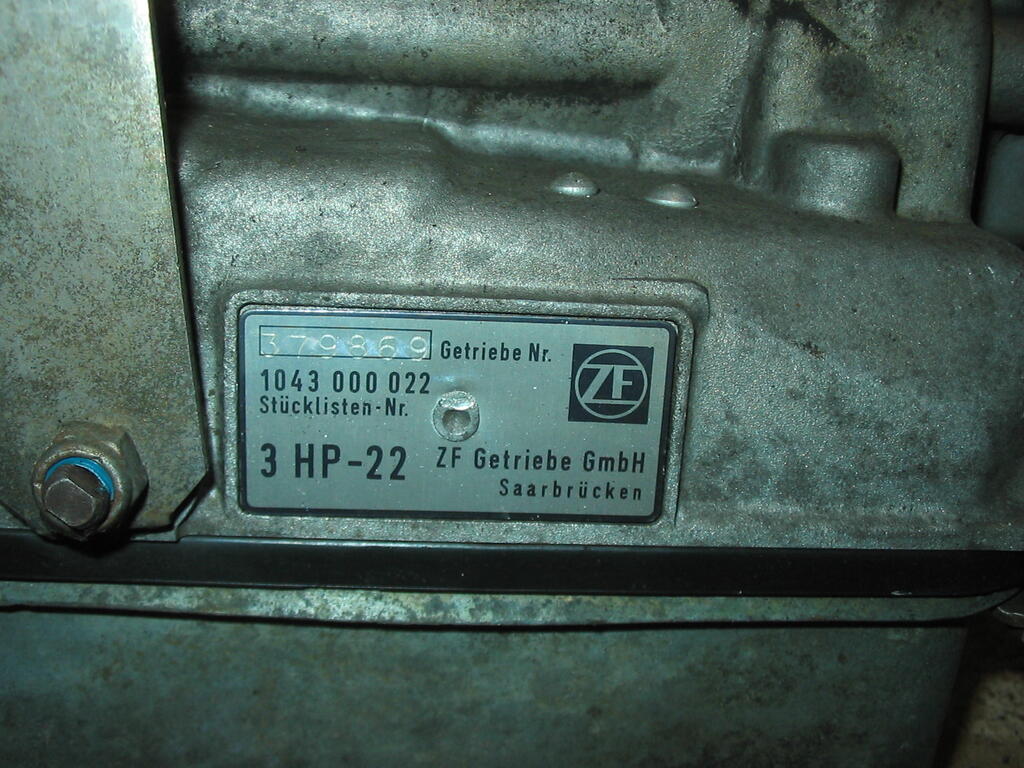 379869 Getriebe Nr.
1043 000 022
Stücklisten-Nr.
ZF
3 HP-22
ZF Getriebe GmbH
Saarbrücken